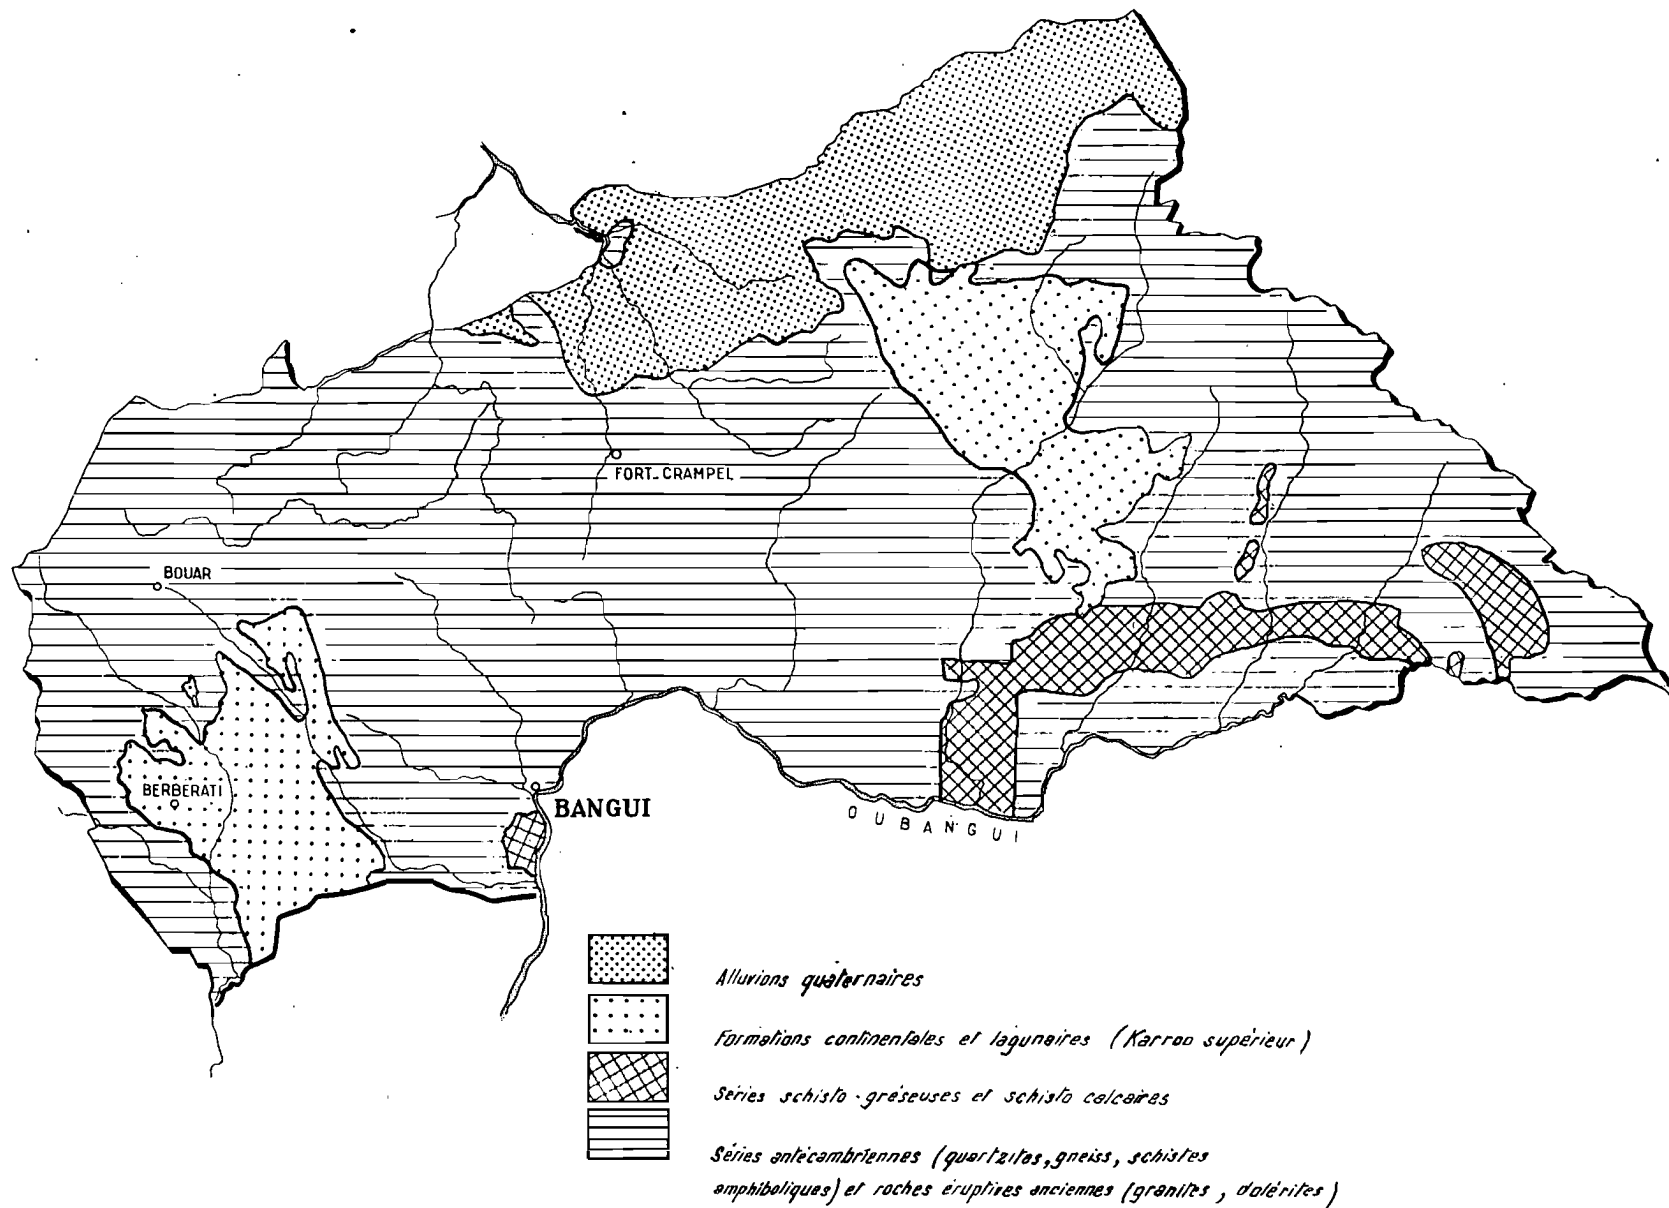 FORT_CRAMPEL
BOUAR
BERBERATI
BANGUI
OUBANGUI
Alluvions quaternaires
Formations continentales et lagunaires (Karroo supérieur)
Séries schisto-gréseuses et schisto calcaires
Séries antécambriennes (quartzites, gneiss, schistes
amphiboliques) et roches éruptives anciennes (granites, dolérites)